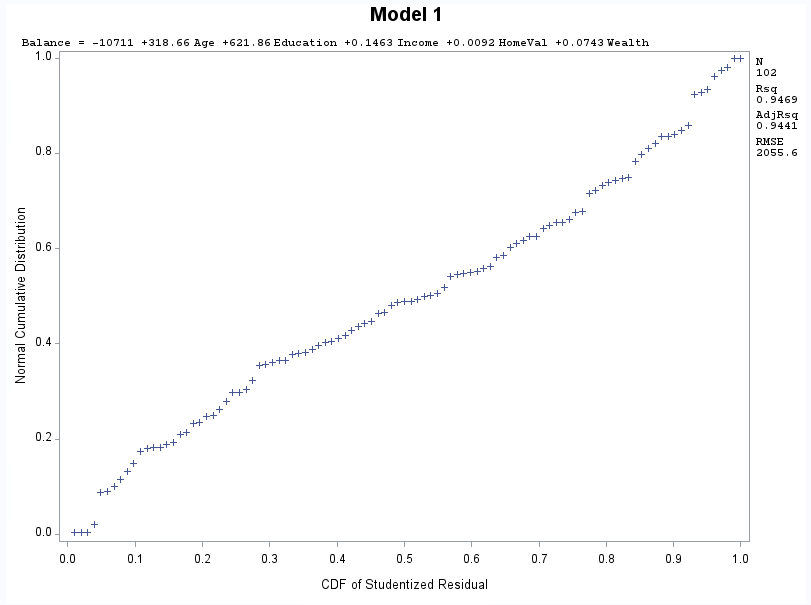 Model 1
Balance = -10711 +318.66 Age +621.86 Education +0.1463 Income +0.0092 HomeVal +0.0743 Wealth
N
102
Rsq
0.9469
AdjRsq
0.9441
RMSE
2055.6
1.0
0.8
0.6
0.4
0.2
0.0
Normal Cumulative Distribution
0.0 0.1 0.2 0.3 0.4 0.5 0.6 0.7 0.8 0.9 1.0
CDF of Studentized Residual